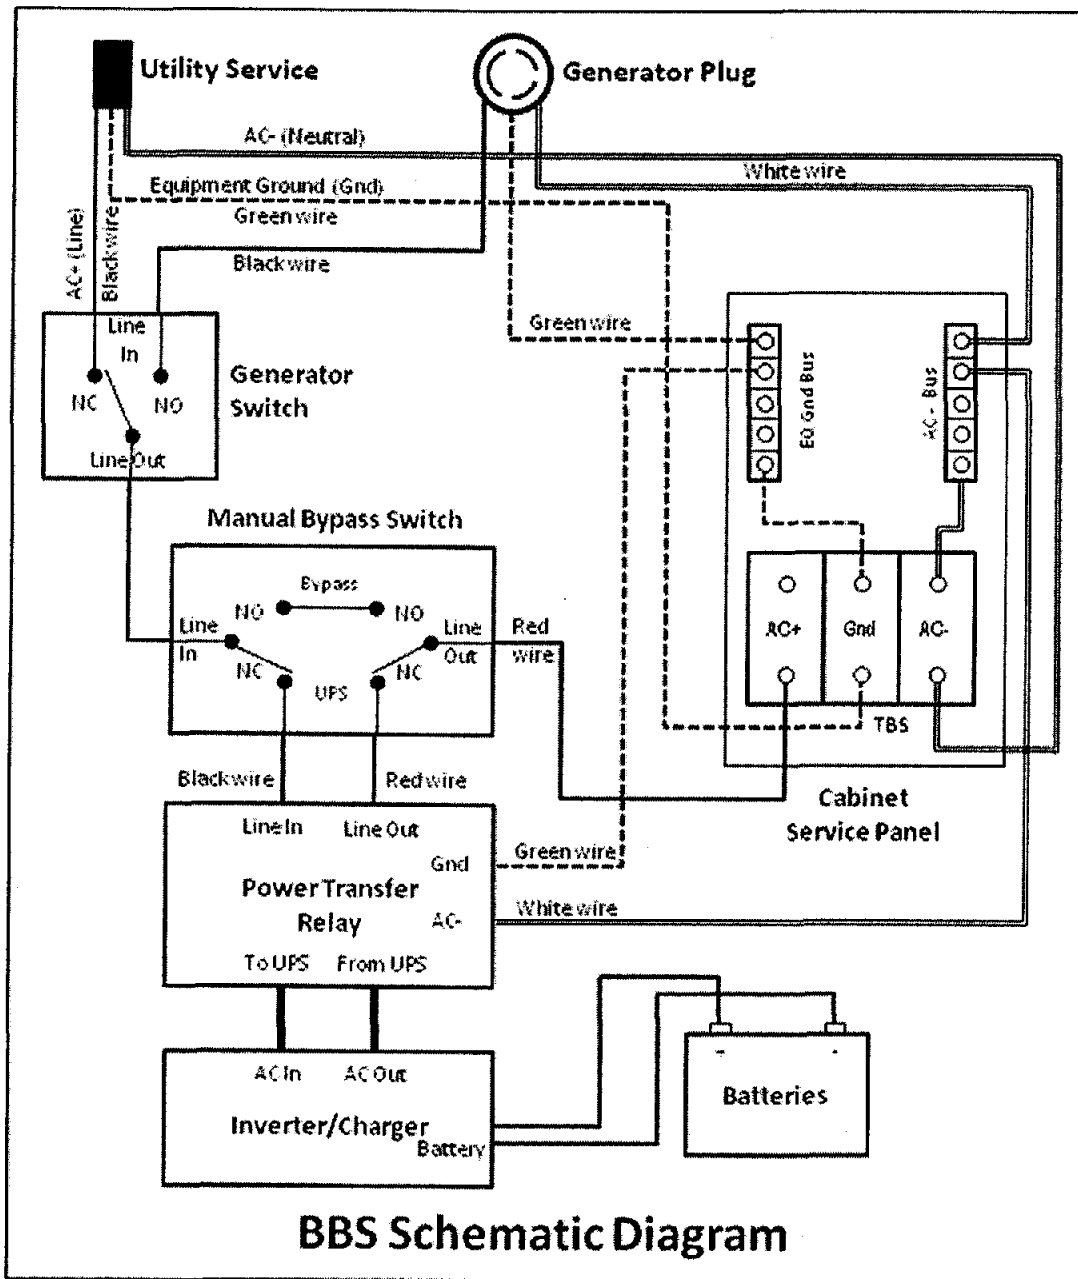 Utility Service
Generator Plug
AC- (Neutral)
White wire
Equipment Ground (Gnd)
Green wire
AC+ (Line)
Black wire
Black wire
Line
In
NC
NO
Line Out
Generator
Switch
Green wire
EQ Gnd Bus
AC - Bus
Manual Bypass Switch
Bypass
NO
NO
Line
In
NC
UPS
NC
Line
Out
Red
wire
AC+
Gnd
AC-
TBS
Black wire
Red wire
Cabinet
Service Panel
Line In
Line Out
Gnd
Green wire
Power Transfer
Relay
AC-
White wire
To UPS
From UPS
AC In
AC Out
Inverter/Charger
Battery
-
Batteries
BBS Schematic Diagram